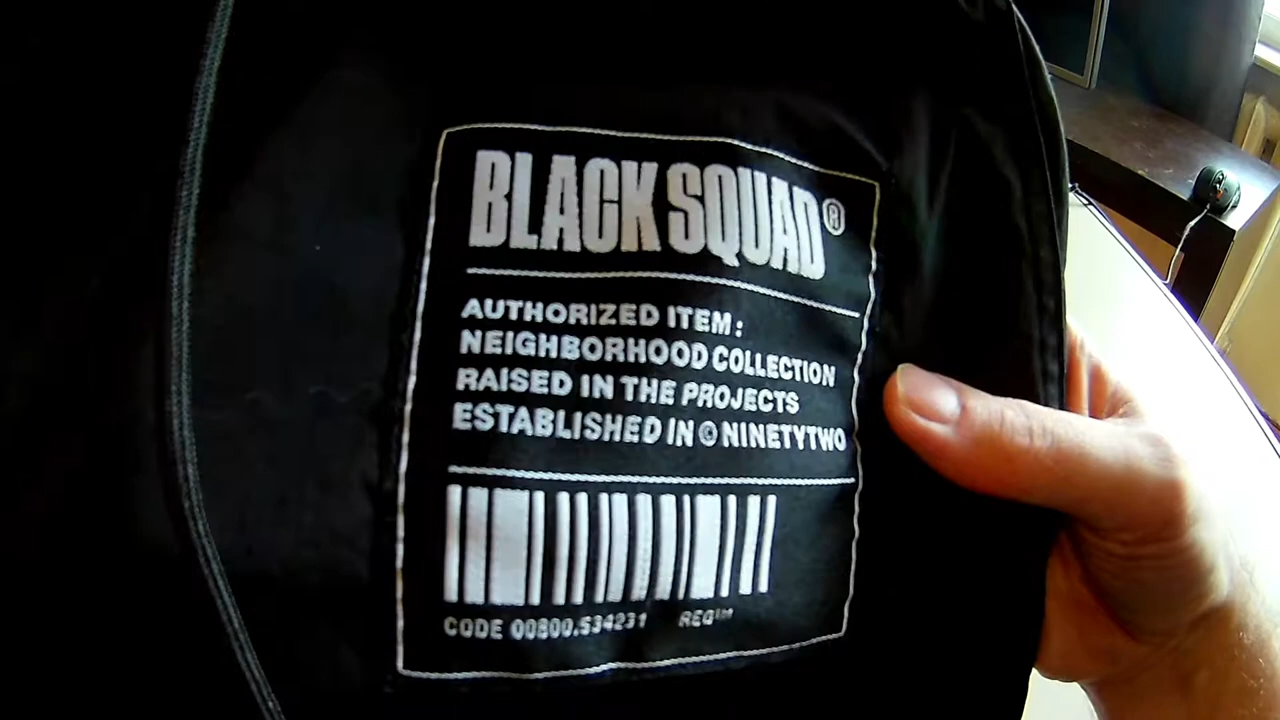 BLACK SQUAD®
AUTHORIZED ITEM:
NEIGHBORHOOD COLLECTION
RAISED IN THE PROJECTS
ESTABLISHED IN © NINETYTWO
CODE 00800.534231 REG™